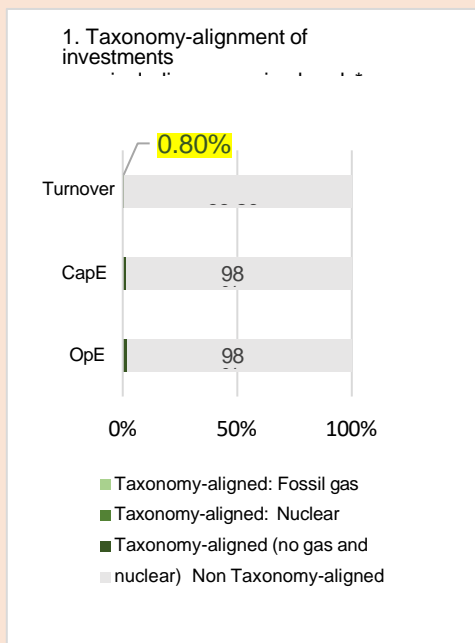 1. Taxonomy-alignment of
investments
0.80%
Turnover
CapE
98
OpE
98
0%
50%
100%
Taxonomy-aligned: Fossil gas
Taxonomy-aligned: Nuclear
Taxonomy-aligned (no gas and
nuclear) Non Taxonomy-aligned